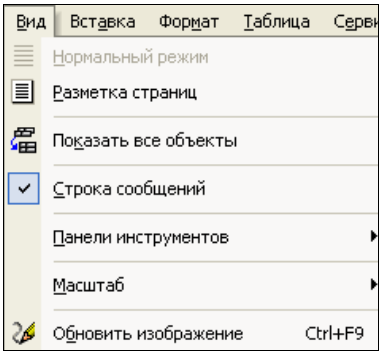 Вид Вставка Формат Таблица
Нормальный режим
Разметка страниц
Показать все объекты
Строка сообщений
Панели инструментов
Масштаб
Обновить изображение Ctrl+F9